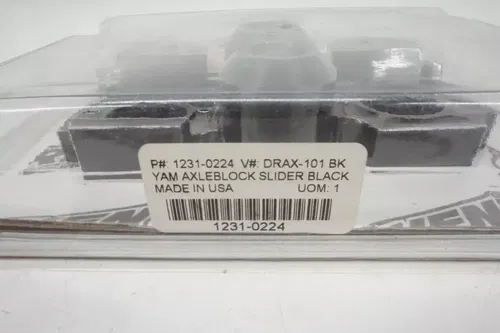 P#: 1231-0224 V#: DRAX-101 BK
YAM AXLEBLOCK SLIDER BLACK
MADE IN USA UOM: 1
1231-0224